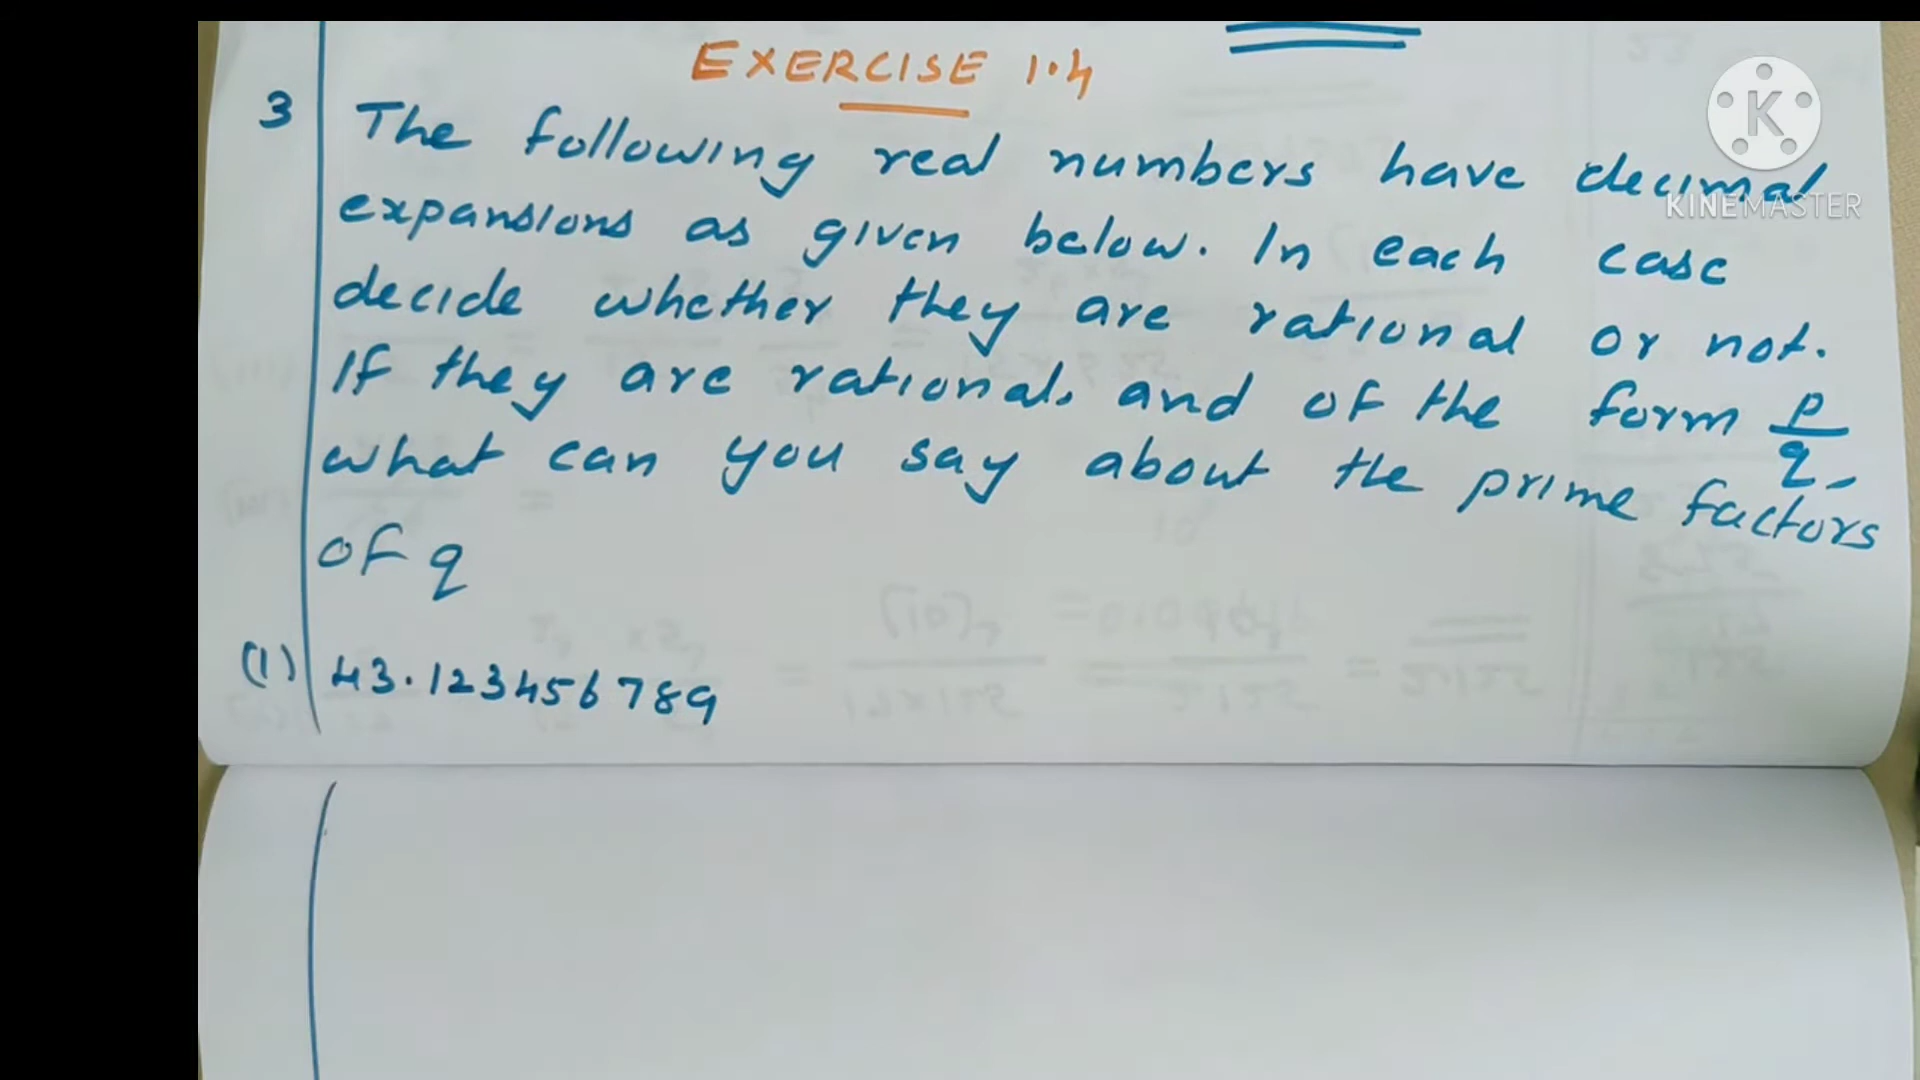 EXERCISE 1.4
3 The following real numbers have decimal
expansions as given below. In each case
decide whether they are rational or not.
If they are rational, and of the form p/q,
what can you say about the prime factors
of q
(1) 43.123456789
K
KINEMASTER